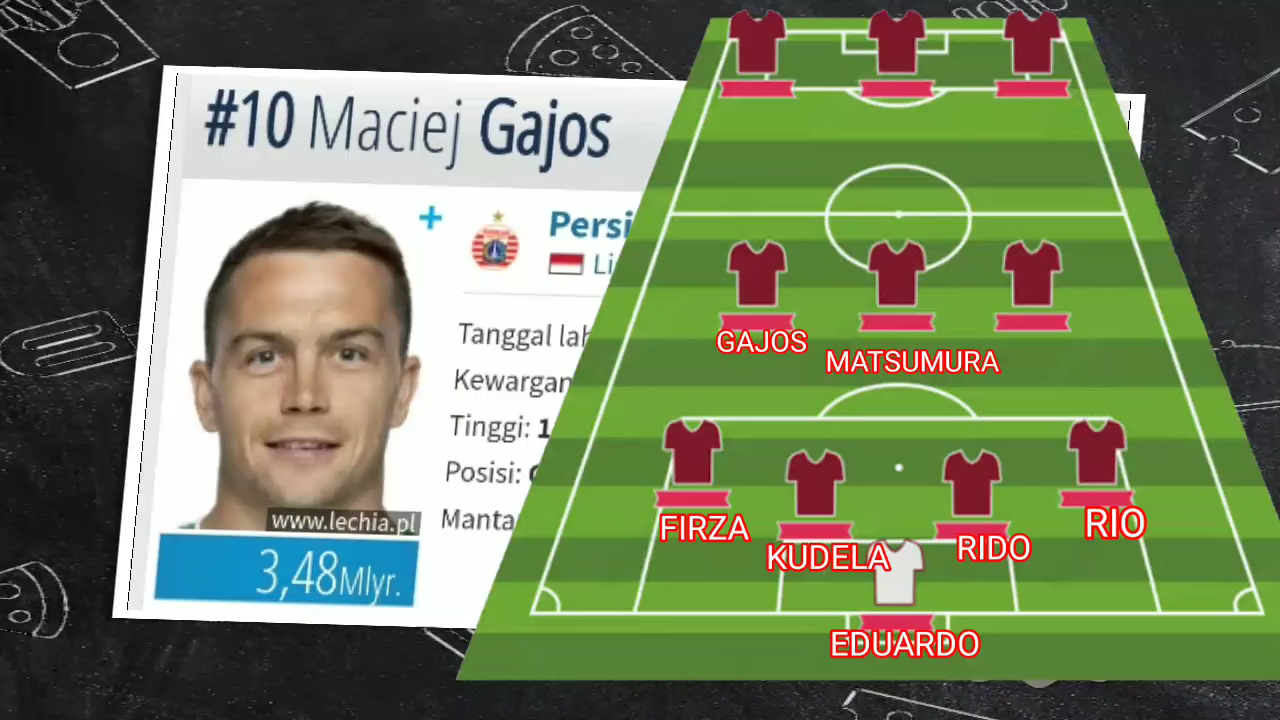 #10 Maciej Gajos
Persi
Li
Tanggal lah
Kewargan
Tinggi: 1
Posisi:
Manta
www.lechia.pl
3,48Mlyr.
GAJOS
MATSUMURA
FIRZA
KUDELA
RIDO
RIO
EDUARDO